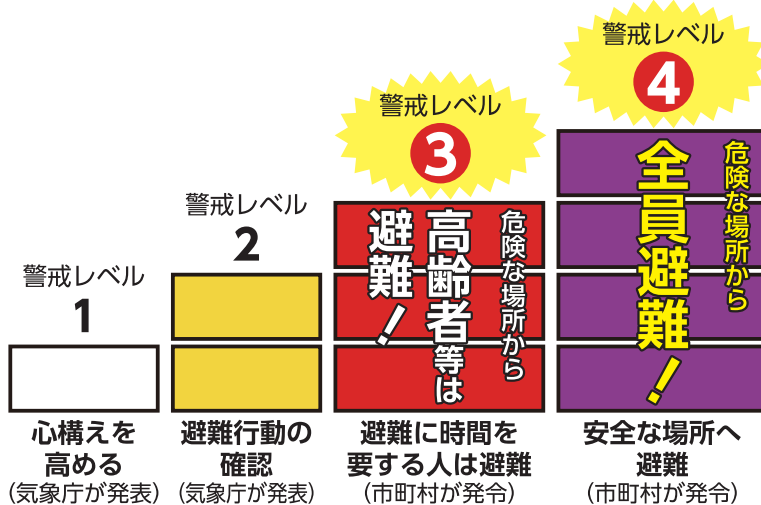 警戒レベル
1
心構えを
高める
（気象庁が発表）
警戒レベル
2
避難行動の
確認
（気象庁が発表）
警戒レベル
3
危険な場所から
高齢者等は
避難！
避難に時間を
要する人は避難
（市町村が発令）
警戒レベル
4
危険な場所から
全員避難！
安全な場所へ
避難
（市町村が発令）